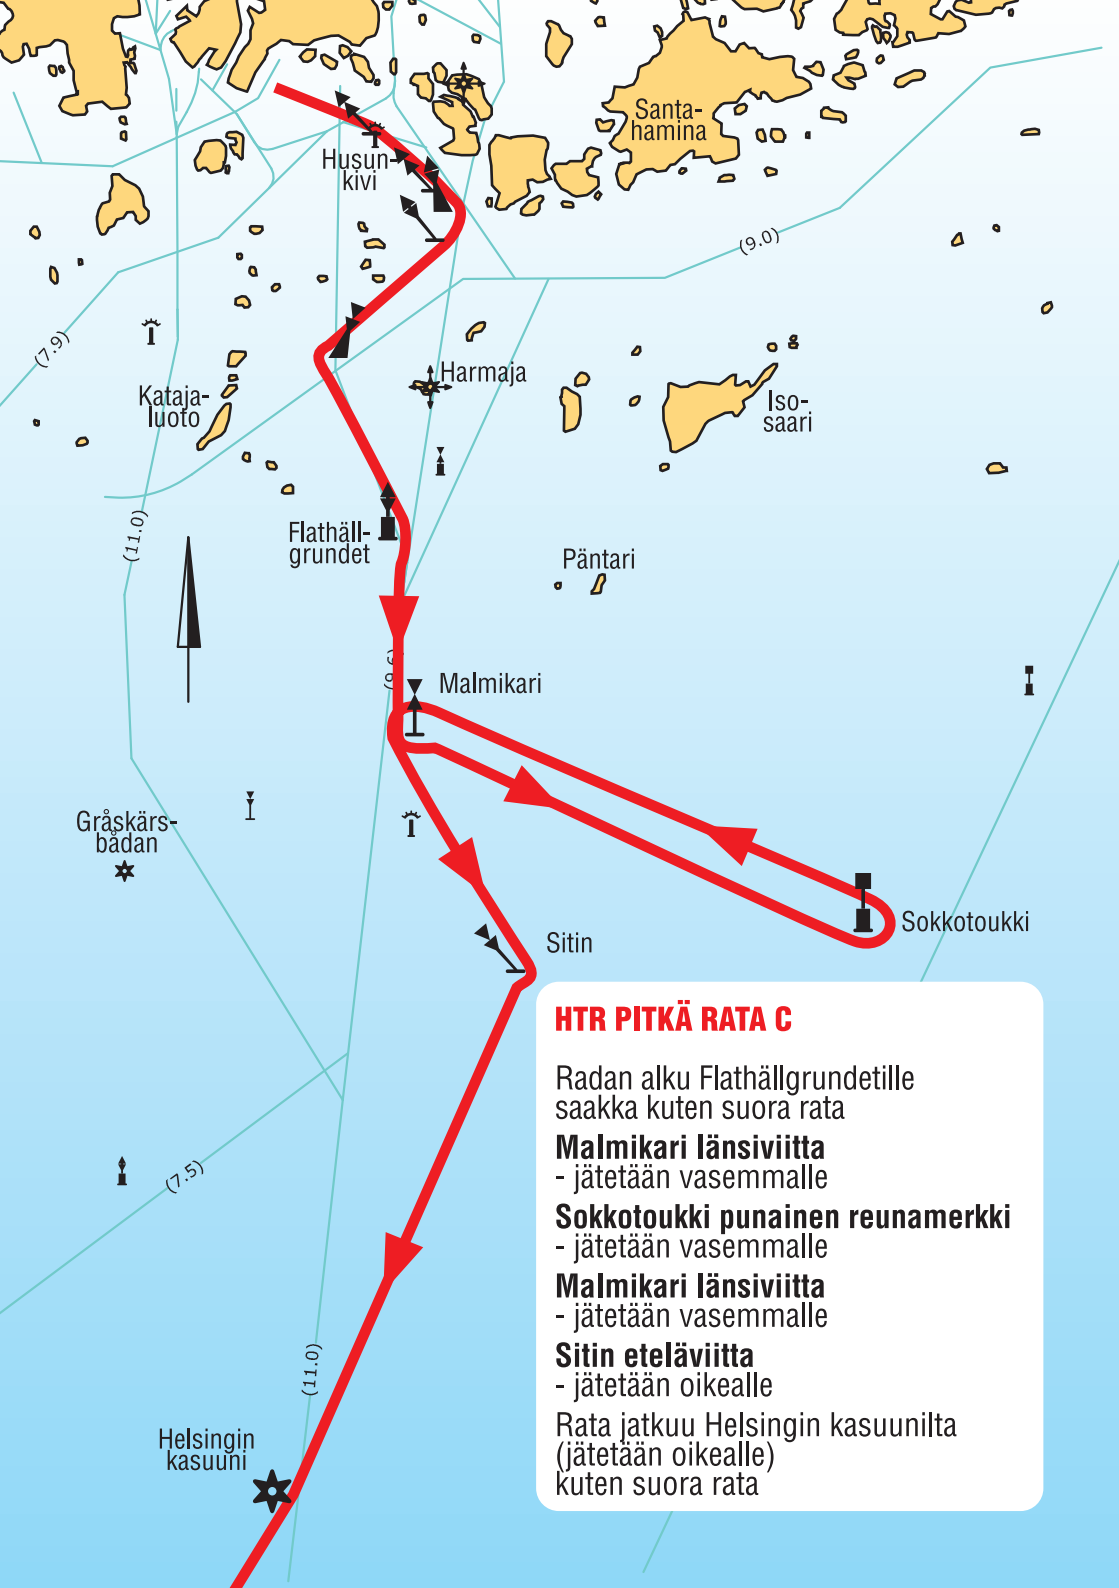 Santa-
hamina
Husun-
kivi
(9.0)
(7.9)
Harmaja
Kataja-
luoto
Iso-
saari
(11.0)
Flathäll-
grundet
Päntari
(9.6)
Malmikari
Gråskärs-
bådan
Sokkotoukki
Sitin
HTR PITKÄ RATA C
Radan alku Flathällgrundetille
saakka kuten suora rata
Malmikari länsiviitta
- jätetään vasemmalle
Sokkotoukki punainen reunamerkki
- jätetään vasemmalle
Malmikari länsiviitta
- jätetään vasemmalle
Sitin eteläviitta
- jätetään oikealle
Rata jatkuu Helsingin kasuunilta
(jätetään oikealle)
kuten suora rata
(7.5)
(11.0)
Helsingin
kasuuni